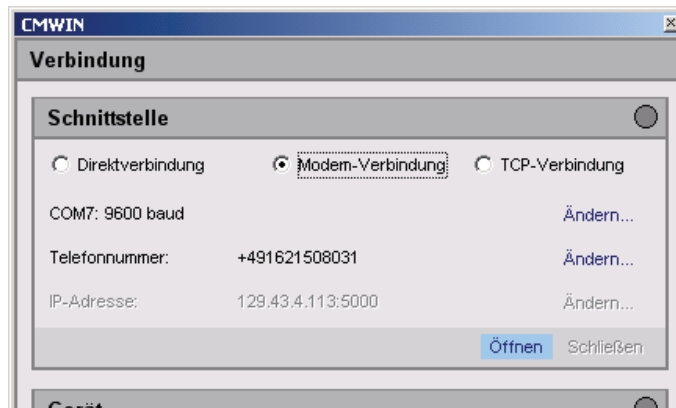 CMWIN
Verbindung
Schnittstelle
Direktverbindung Modem-Verbindung TCP-Verbindung
COM7: 9600 baud Ändern...
Telefonnummer: +491621508031 Ändern...
IP-Adresse: 129.43.4.113:5000 Ändern...
Öffnen Schließen
Gerät